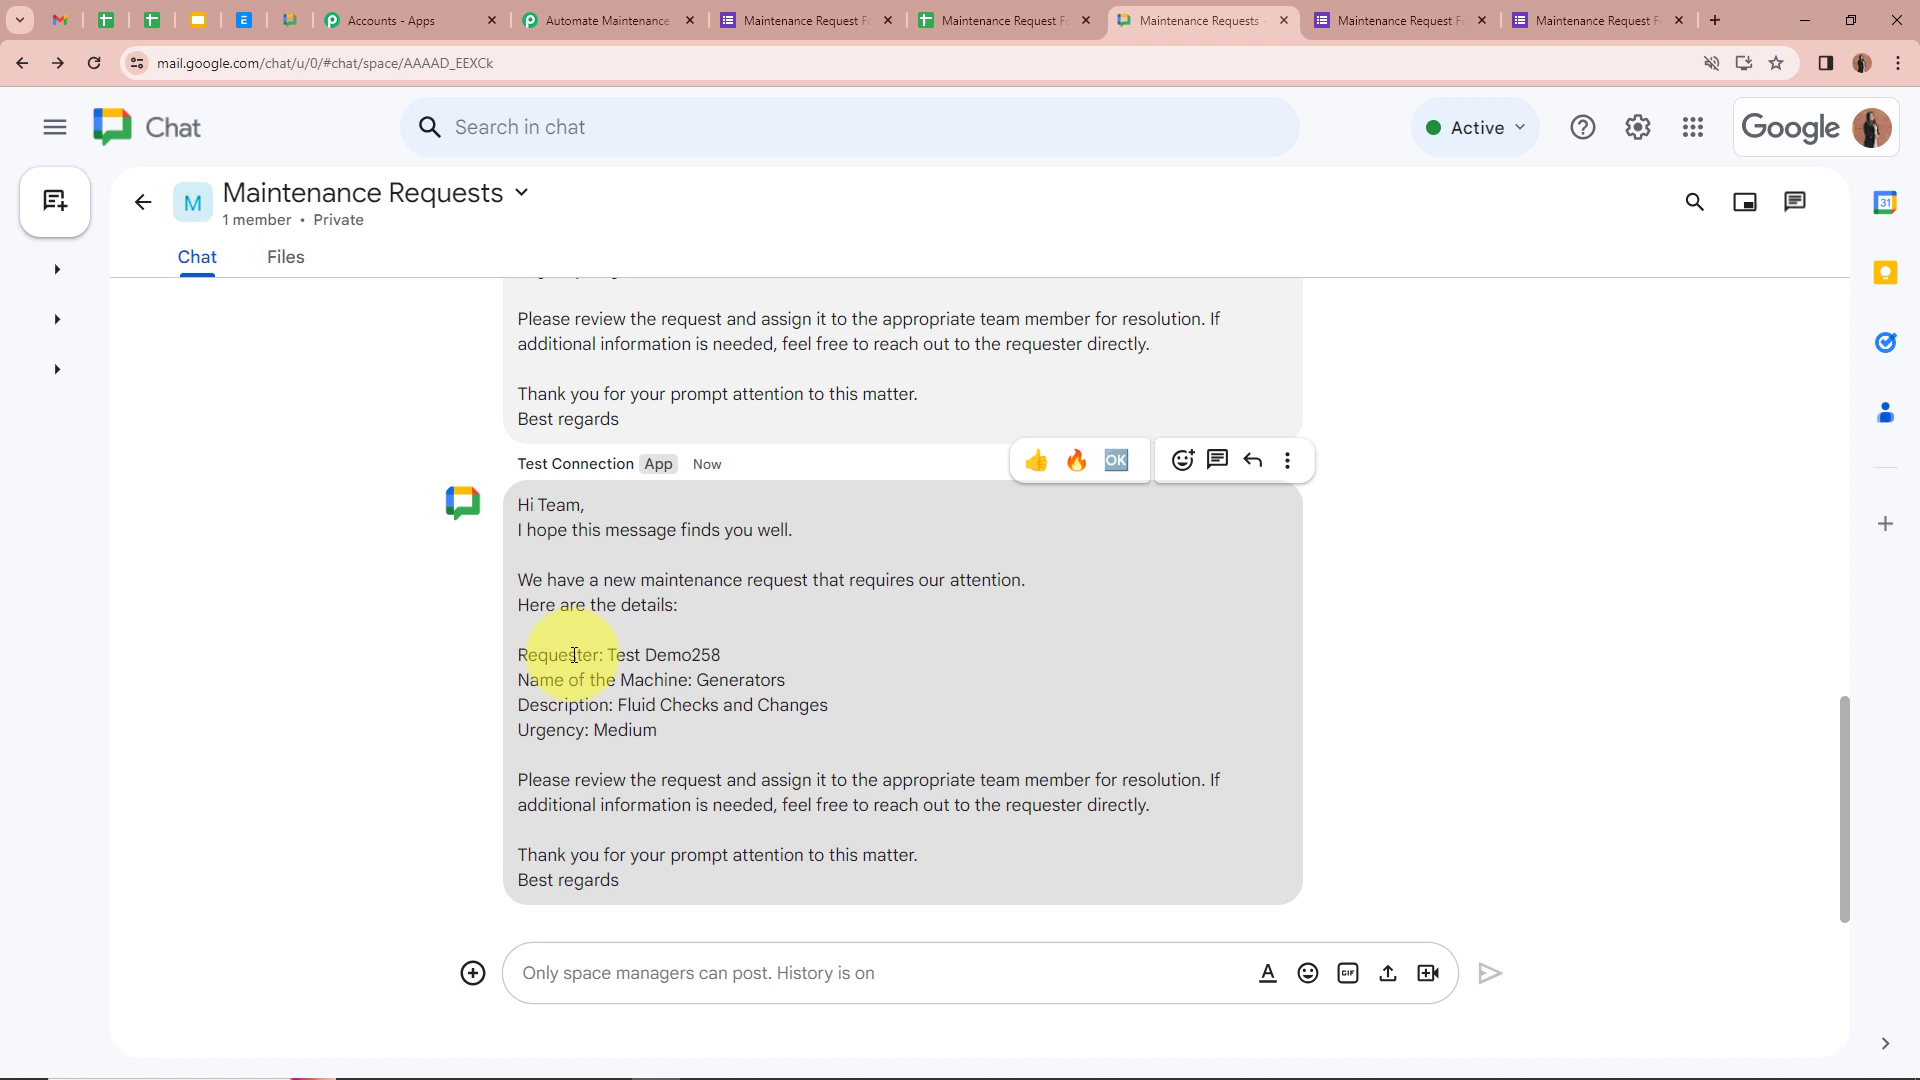 Accounts - Apps
Automate Maintenance
Maintenance Request Fo
Maintenance Request Fo
Maintenance Requests -
Maintenance Request Fo
Maintenance Request Fo
mail.google.com/chat/u/0/#chat/space/AAAAD_EEXCk
Chat
Search in chat
Active
Google
M
Maintenance Requests
1 member • Private
Chat
Files
31
Please review the request and assign it to the appropriate team member for resolution. If
additional information is needed, feel free to reach out to the requester directly.
Thank you for your prompt attention to this matter.
Best regards
Test Connection App Now
OK
Hi Team,
I hope this message finds you well.
We have a new maintenance request that requires our attention.
Here are the details:
Requester: Test Demo258
Name of the Machine: Generators
Description: Fluid Checks and Changes
Urgency: Medium
Please review the request and assign it to the appropriate team member for resolution. If
additional information is needed, feel free to reach out to the requester directly.
Thank you for your prompt attention to this matter.
Best regards
Only space managers can post. History is on
GIF